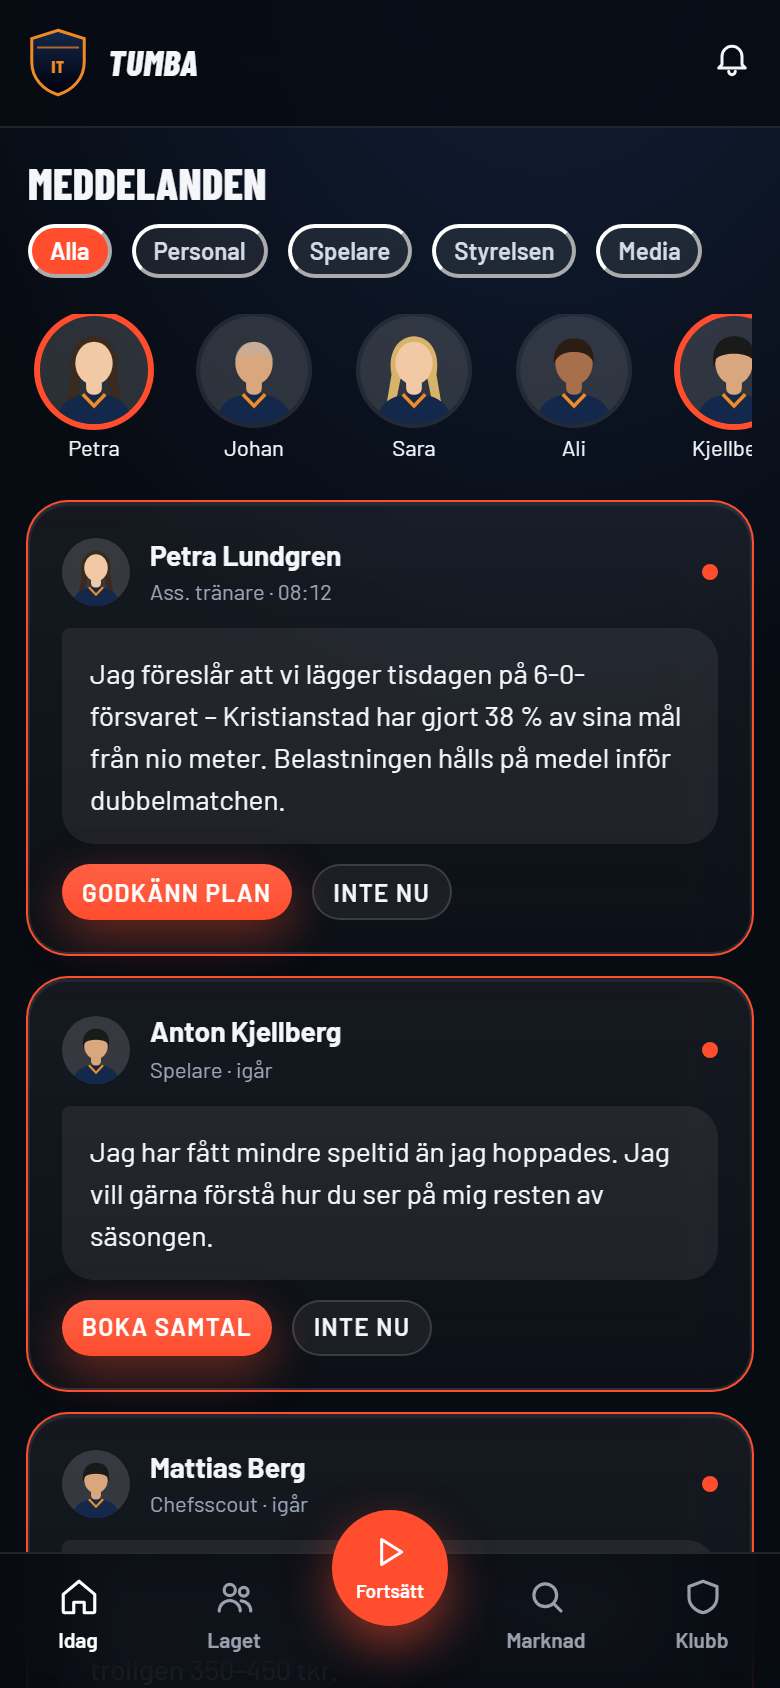 IT
TUMBA
MEDDELANDEN
Alla
Personal
Spelare
Styrelsen
Media
Petra
Johan
Sara
Ali
Kjellbe
Petra Lundgren
Ass. tränare · 08:12
Jag föreslår att vi lägger tisdagen på 6-0-
försvaret – Kristianstad har gjort 38 % av sina mål
från nio meter. Belastningen hålls på medel inför
dubbelmatchen.
GODKÄNN PLAN
INTE NU
Anton Kjellberg
Spelare · igår
Jag har fått mindre speltid än jag hoppades. Jag
vill gärna förstå hur du ser på mig resten av
säsongen.
BOKA SAMTAL
INTE NU
Mattias Berg
Chefsscout · igår
Fortsätt
Idag
Laget
Marknad
Klubb
troligen 350–450 tkr.